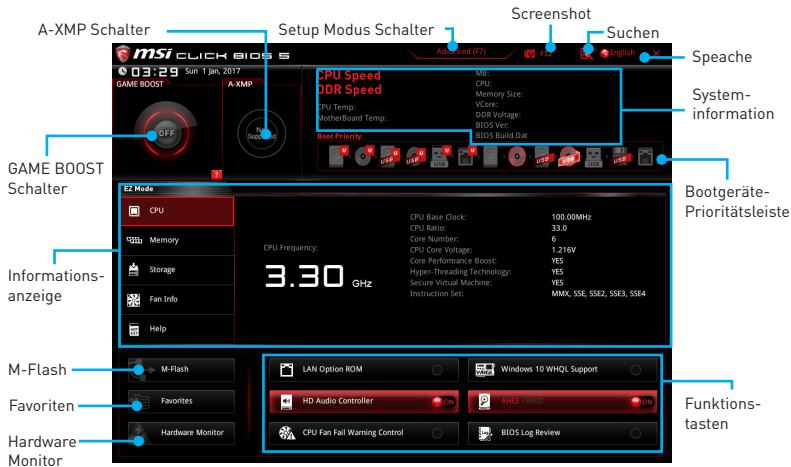 A-XMP Schalter
Setup Modus Schalter
Screenshot
Suchen
Speache
msi CLICK BIOS 5
Advanced (F7)
F12
English
X
03:29 Sun 1 Jan, 2017
GAME BOOST
A-XMP
OFF
No
Supported
?
CPU Speed
DDR Speed
CPU Temp:
MotherBoard Temp:
MB:
CPU:
Memory Size:
VCore:
DDR Voltage:
BIOS Ver:
BIOS Build Dat
Boot Priority
U U U U U U
USB USB USB USB USB USB
System-
information
GAME BOOST
Schalter
Bootgeräte-
Prioritätsleiste
EZ Mode
CPU
Memory
Storage
Fan Info
Help
CPU Frequency:
3.30 GHz
CPU Base Clock: 100.00MHz
CPU Ratio: 33.0
Core Number: 6
CPU Core Voltage: 1.216V
Core Performance Boost: YES
Hyper-Threading Technology: YES
Secure Virtual Machine: YES
Instruction Set: MMX, SSE, SSE2, SSE3, SSE4
Informations-
anzeige
M-Flash
Favoriten
Hardware
Monitor
M-Flash
Favorites
Hardware Monitor
LAN Option ROM
Windows 10 WHQL Support
HD Audio Controller ON
AHCI / RAID ON
CPU Fan Fail Warning Control
BIOS Log Review
Funktions-
tasten